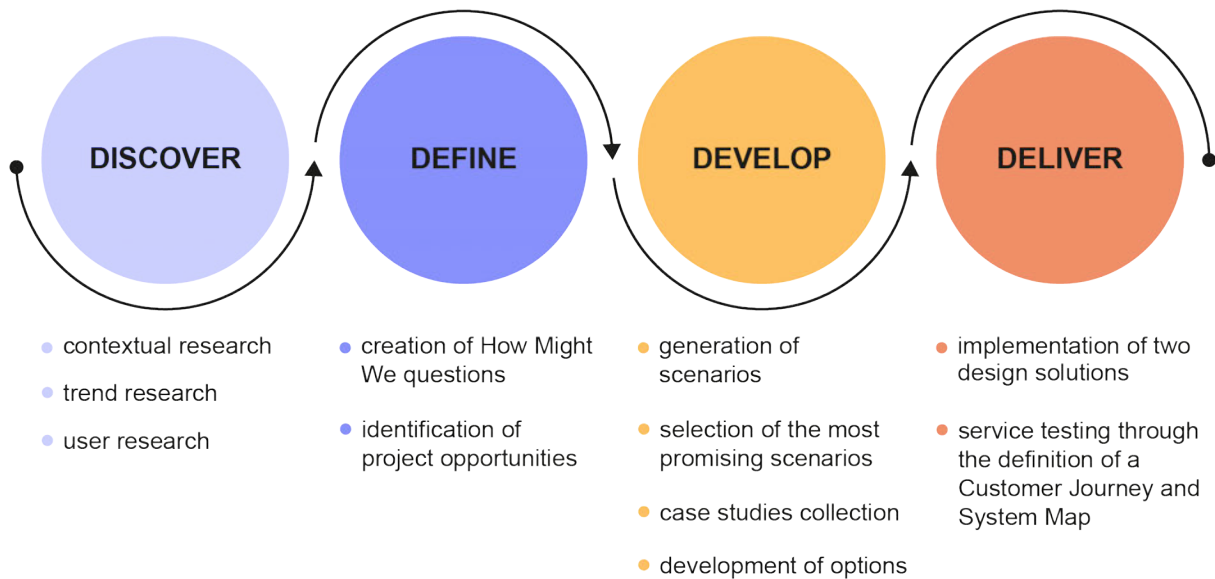 DISCOVER
DEFINE
DEVELOP
DELIVER
contextual research
trend research
user research
creation of How Might
We questions
identification of
project opportunities
generation of
scenarios
selection of the most
promising scenarios
case studies collection
development of options
implementation of two
design solutions
service testing through
the definition of a
Customer Journey and
System Map